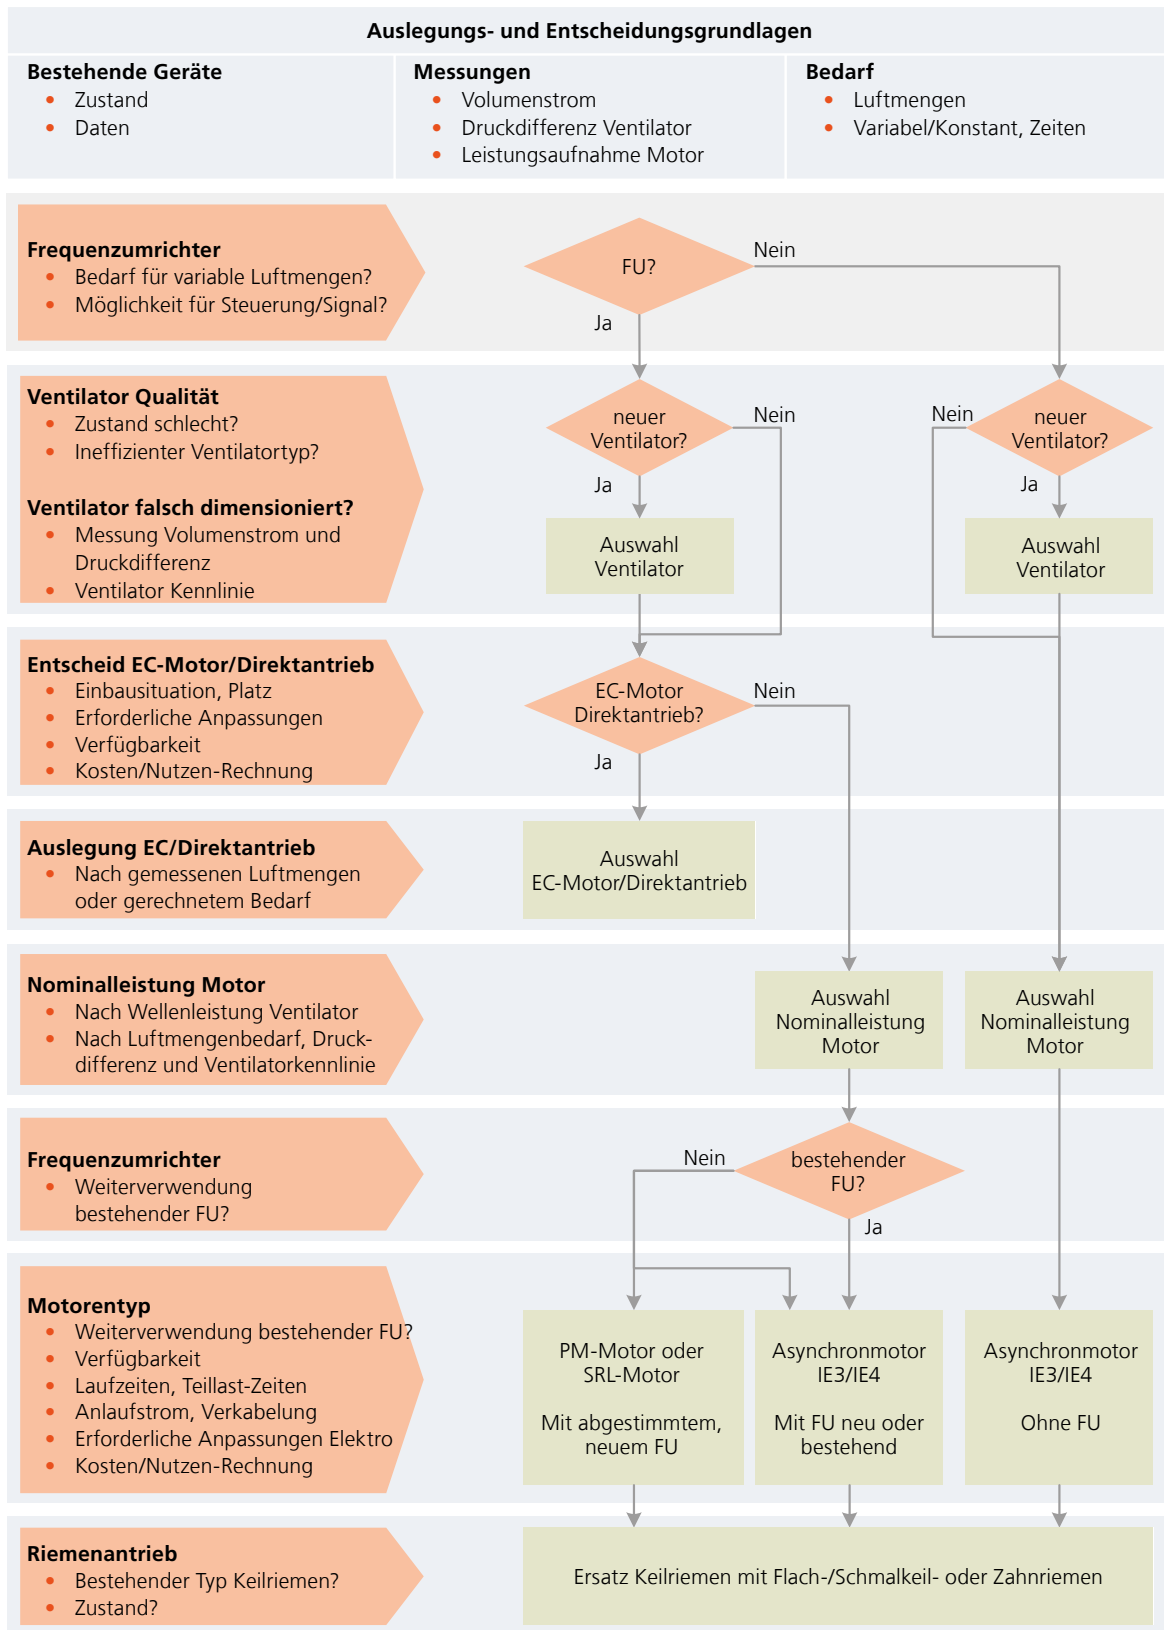 Auslegungs- und Entscheidungsgrundlagen
Bestehende Geräte
• Zustand
• Daten
Messungen
• Volumenstrom
• Druckdifferenz Ventilator
• Leistungsaufnahme Motor
Bedarf
• Luftmengen
• Variabel/Konstant, Zeiten
Frequenzumrichter
• Bedarf für variable Luftmengen?
• Möglichkeit für Steuerung/Signal?
FU?
Nein
Ja
Ventilator Qualität
• Zustand schlecht?
• Ineffizienter Ventilatortyp?
Ventilator falsch dimensioniert?
• Messung Volumenstrom und
Druckdifferenz
• Ventilator Kennlinie
neuer
Ventilator?
Nein
Ja
Auswahl
Ventilator
Nein
neuer
Ventilator?
Ja
Auswahl
Ventilator
Entscheid EC-Motor/Direktantrieb
• Einbausituation, Platz
• Erforderliche Anpassungen
• Verfügbarkeit
• Kosten/Nutzen-Rechnung
EC-Motor
Direktantrieb?
Nein
Ja
Auslegung EC/Direktantrieb
• Nach gemessenen Luftmengen
oder gerechnetem Bedarf
Auswahl
EC-Motor/Direktantrieb
Nominalleistung Motor
• Nach Wellenleistung Ventilator
• Nach Luftmengenbedarf, Druck-
differenz und Ventilatorkennlinie
Auswahl
Nominalleistung
Motor
Auswahl
Nominalleistung
Motor
Frequenzumrichter
• Weiterverwendung
bestehender FU?
Nein
bestehender
FU?
Ja
Motorentyp
• Weiterverwendung bestehender FU?
• Verfügbarkeit
• Laufzeiten, Teillast-Zeiten
• Anlaufstrom, Verkabelung
• Erforderliche Anpassungen Elektro
• Kosten/Nutzen-Rechnung
PM-Motor oder
SRL-Motor
Mit abgestimmtem,
neuem FU
Asynchronmotor
IE3/IE4
Mit FU neu oder
bestehend
Asynchronmotor
IE3/IE4
Ohne FU
Riemenantrieb
• Bestehender Typ Keilriemen?
• Zustand?
Ersatz Keilriemen mit Flach-/Schmalkeil- oder Zahnriemen